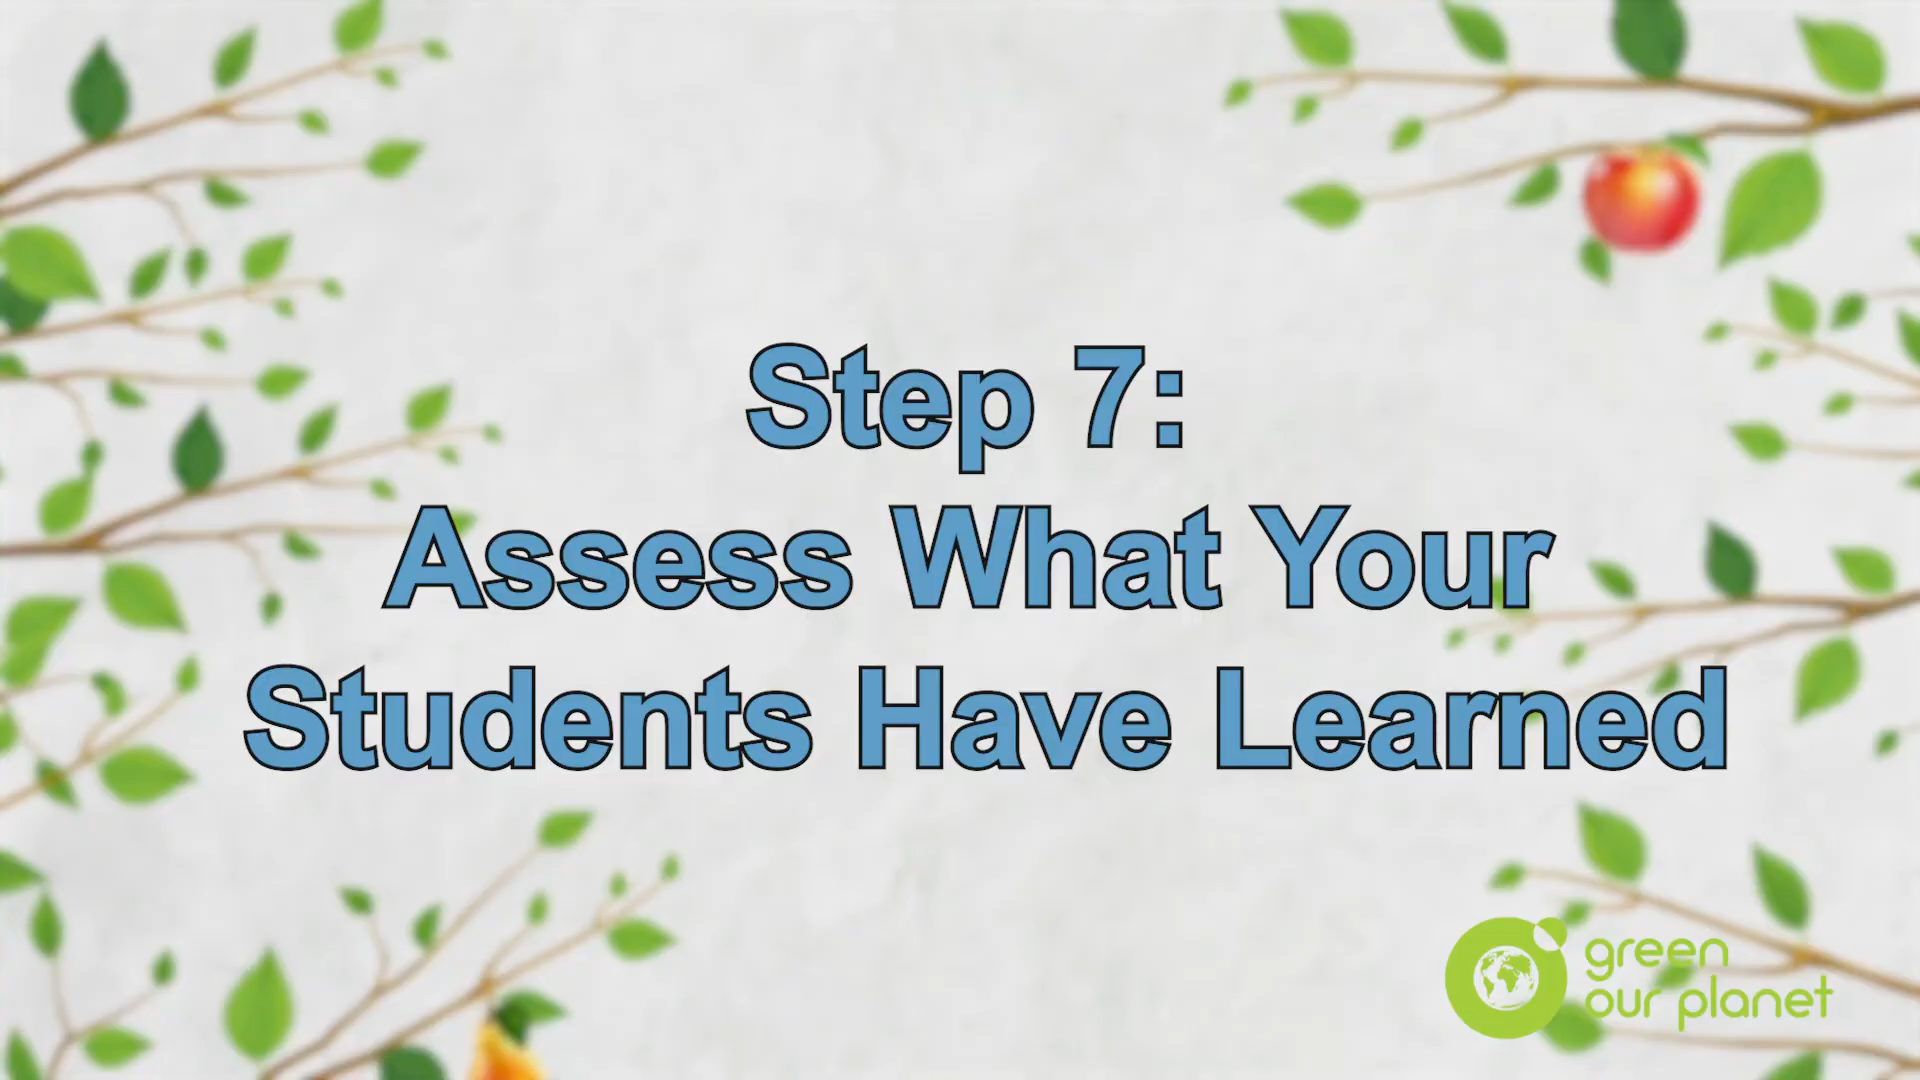 Step 7:
Assess What Your
Students Have Learned
green
our planet